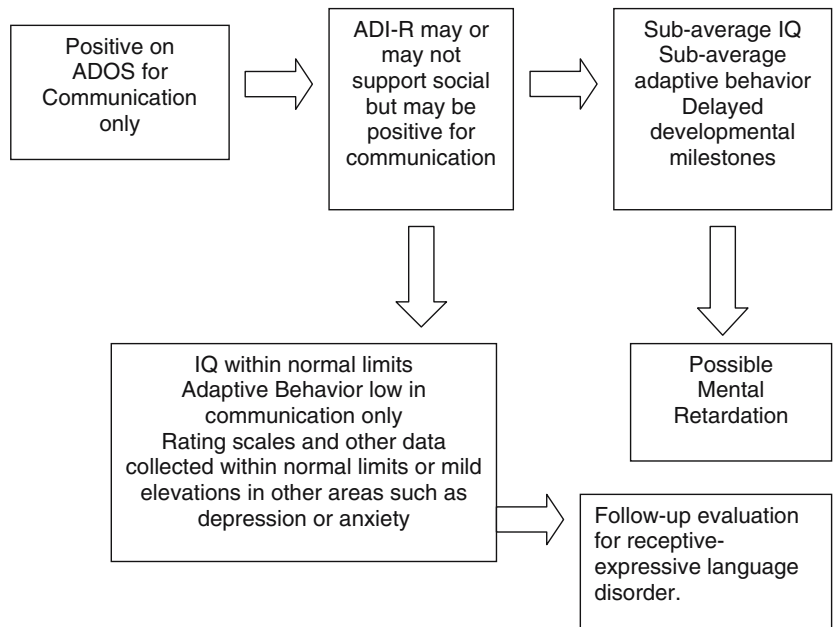 Positive on
ADOS for
Communication
only
ADI-R may or
may not
support social
but may be
positive for
communication
Sub-average IQ
Sub-average
adaptive behavior
Delayed
developmental
milestones
IQ within normal limits
Adaptive Behavior low in
communication only
Rating scales and other data
collected within normal limits or mild
elevations in other areas such as
depression or anxiety
Possible
Mental
Retardation
Follow-up evaluation
for receptive-
expressive language
disorder.